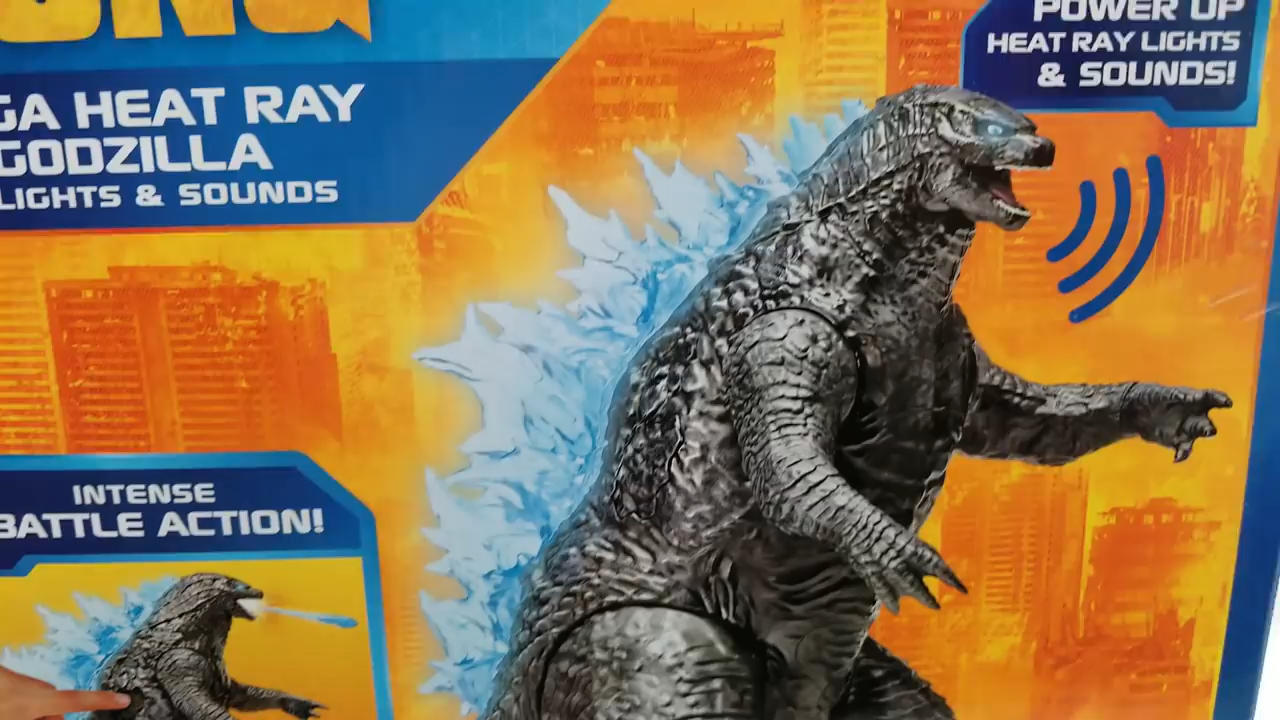 GA HEAT RAY
GODZILLA
LIGHTS & SOUNDS
POWER UP
HEAT RAY LIGHTS
& SOUNDS!
INTENSE
BATTLE ACTION!